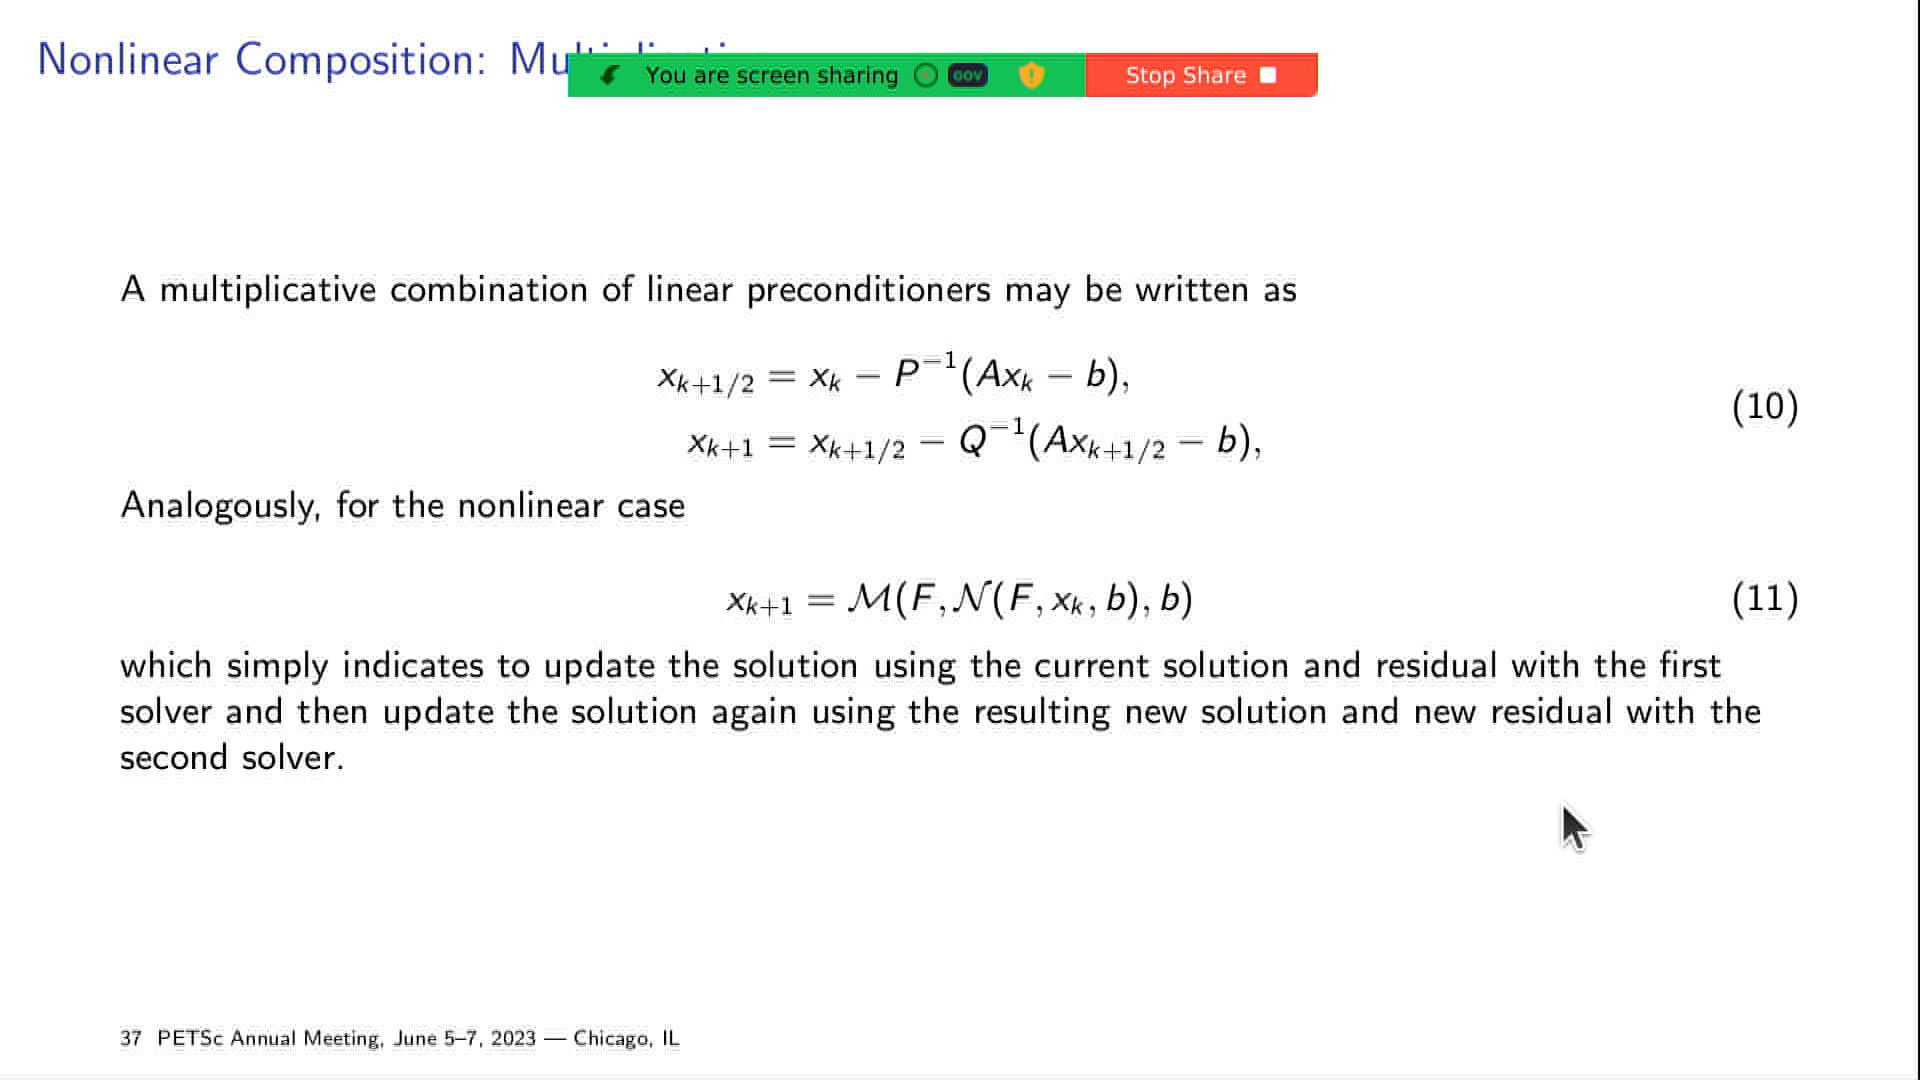 Nonlinear Composition:
You are screen sharing GOV Stop Share
A multiplicative combination of linear preconditioners may be written as
x_{k+1/2} = x_k − P^{−1}(Ax_k − b),
x_{k+1} = x_{k+1/2} − Q^{−1}(Ax_{k+1/2} − b),
(10)
Analogously, for the nonlinear case
x_{k+1} = ℳ(F, 𝒩(F, x_k, b), b) (11)
which simply indicates to update the solution using the current solution and residual with the first
solver and then update the solution again using the resulting new solution and new residual with the
second solver.
37 PETSc Annual Meeting, June 5–7, 2023 — Chicago, IL